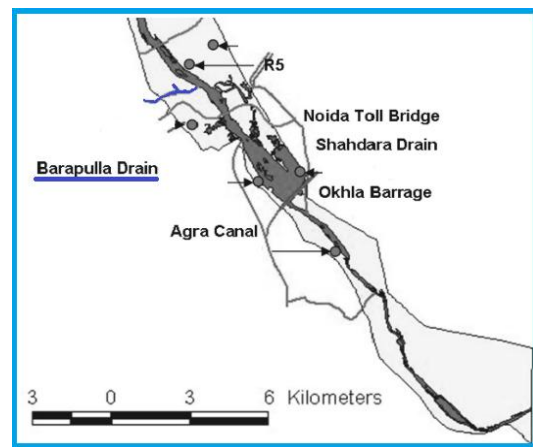 R5
Noida Toll Bridge
Shahdara Drain
Barapulla Drain
Okhla Barrage
Agra Canal
3 0 3 6 Kilometers